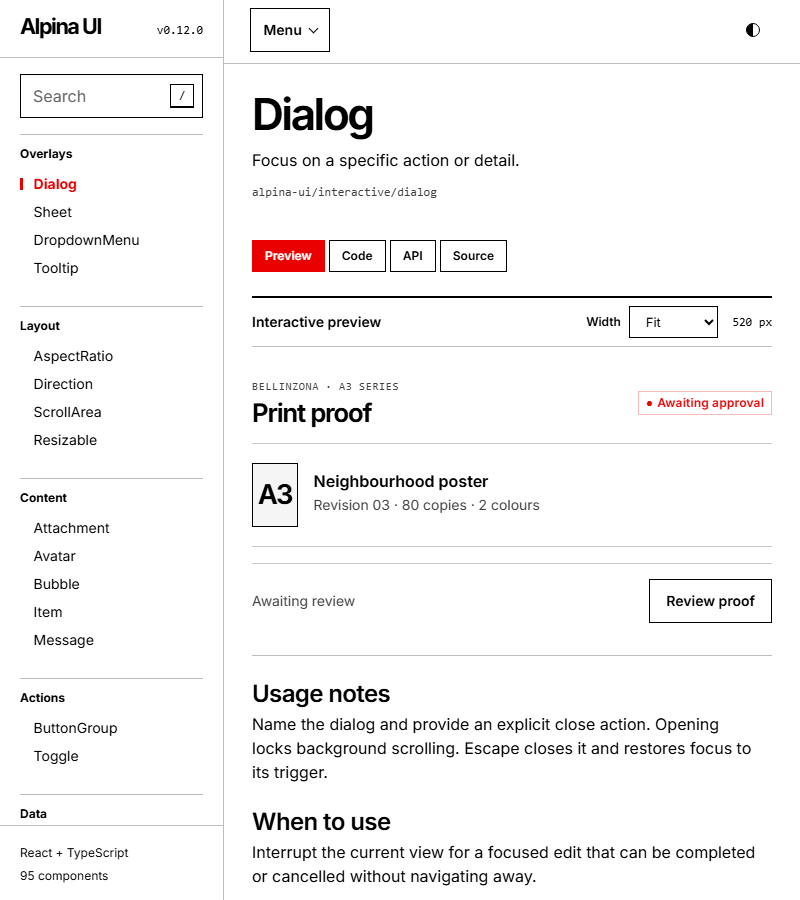 Alpina UI
v0.12.0
Search
/
Overlays
Dialog
Sheet
DropdownMenu
Tooltip
Layout
AspectRatio
Direction
ScrollArea
Resizable
Content
Attachment
Avatar
Bubble
Item
Message
Actions
ButtonGroup
Toggle
Data
React + TypeScript
95 components
Menu
Dialog
Focus on a specific action or detail.
alpina-ui/interactive/dialog
Preview
Code
API
Source
Interactive preview
Width
Fit
520 px
BELLINZONA · A3 SERIES
Print proof
Awaiting approval
A3
Neighbourhood poster
Revision 03 · 80 copies · 2 colours
Awaiting review
Review proof
Usage notes
Name the dialog and provide an explicit close action. Opening
locks background scrolling. Escape closes it and restores focus to
its trigger.
When to use
Interrupt the current view for a focused edit that can be completed
or cancelled without navigating away.